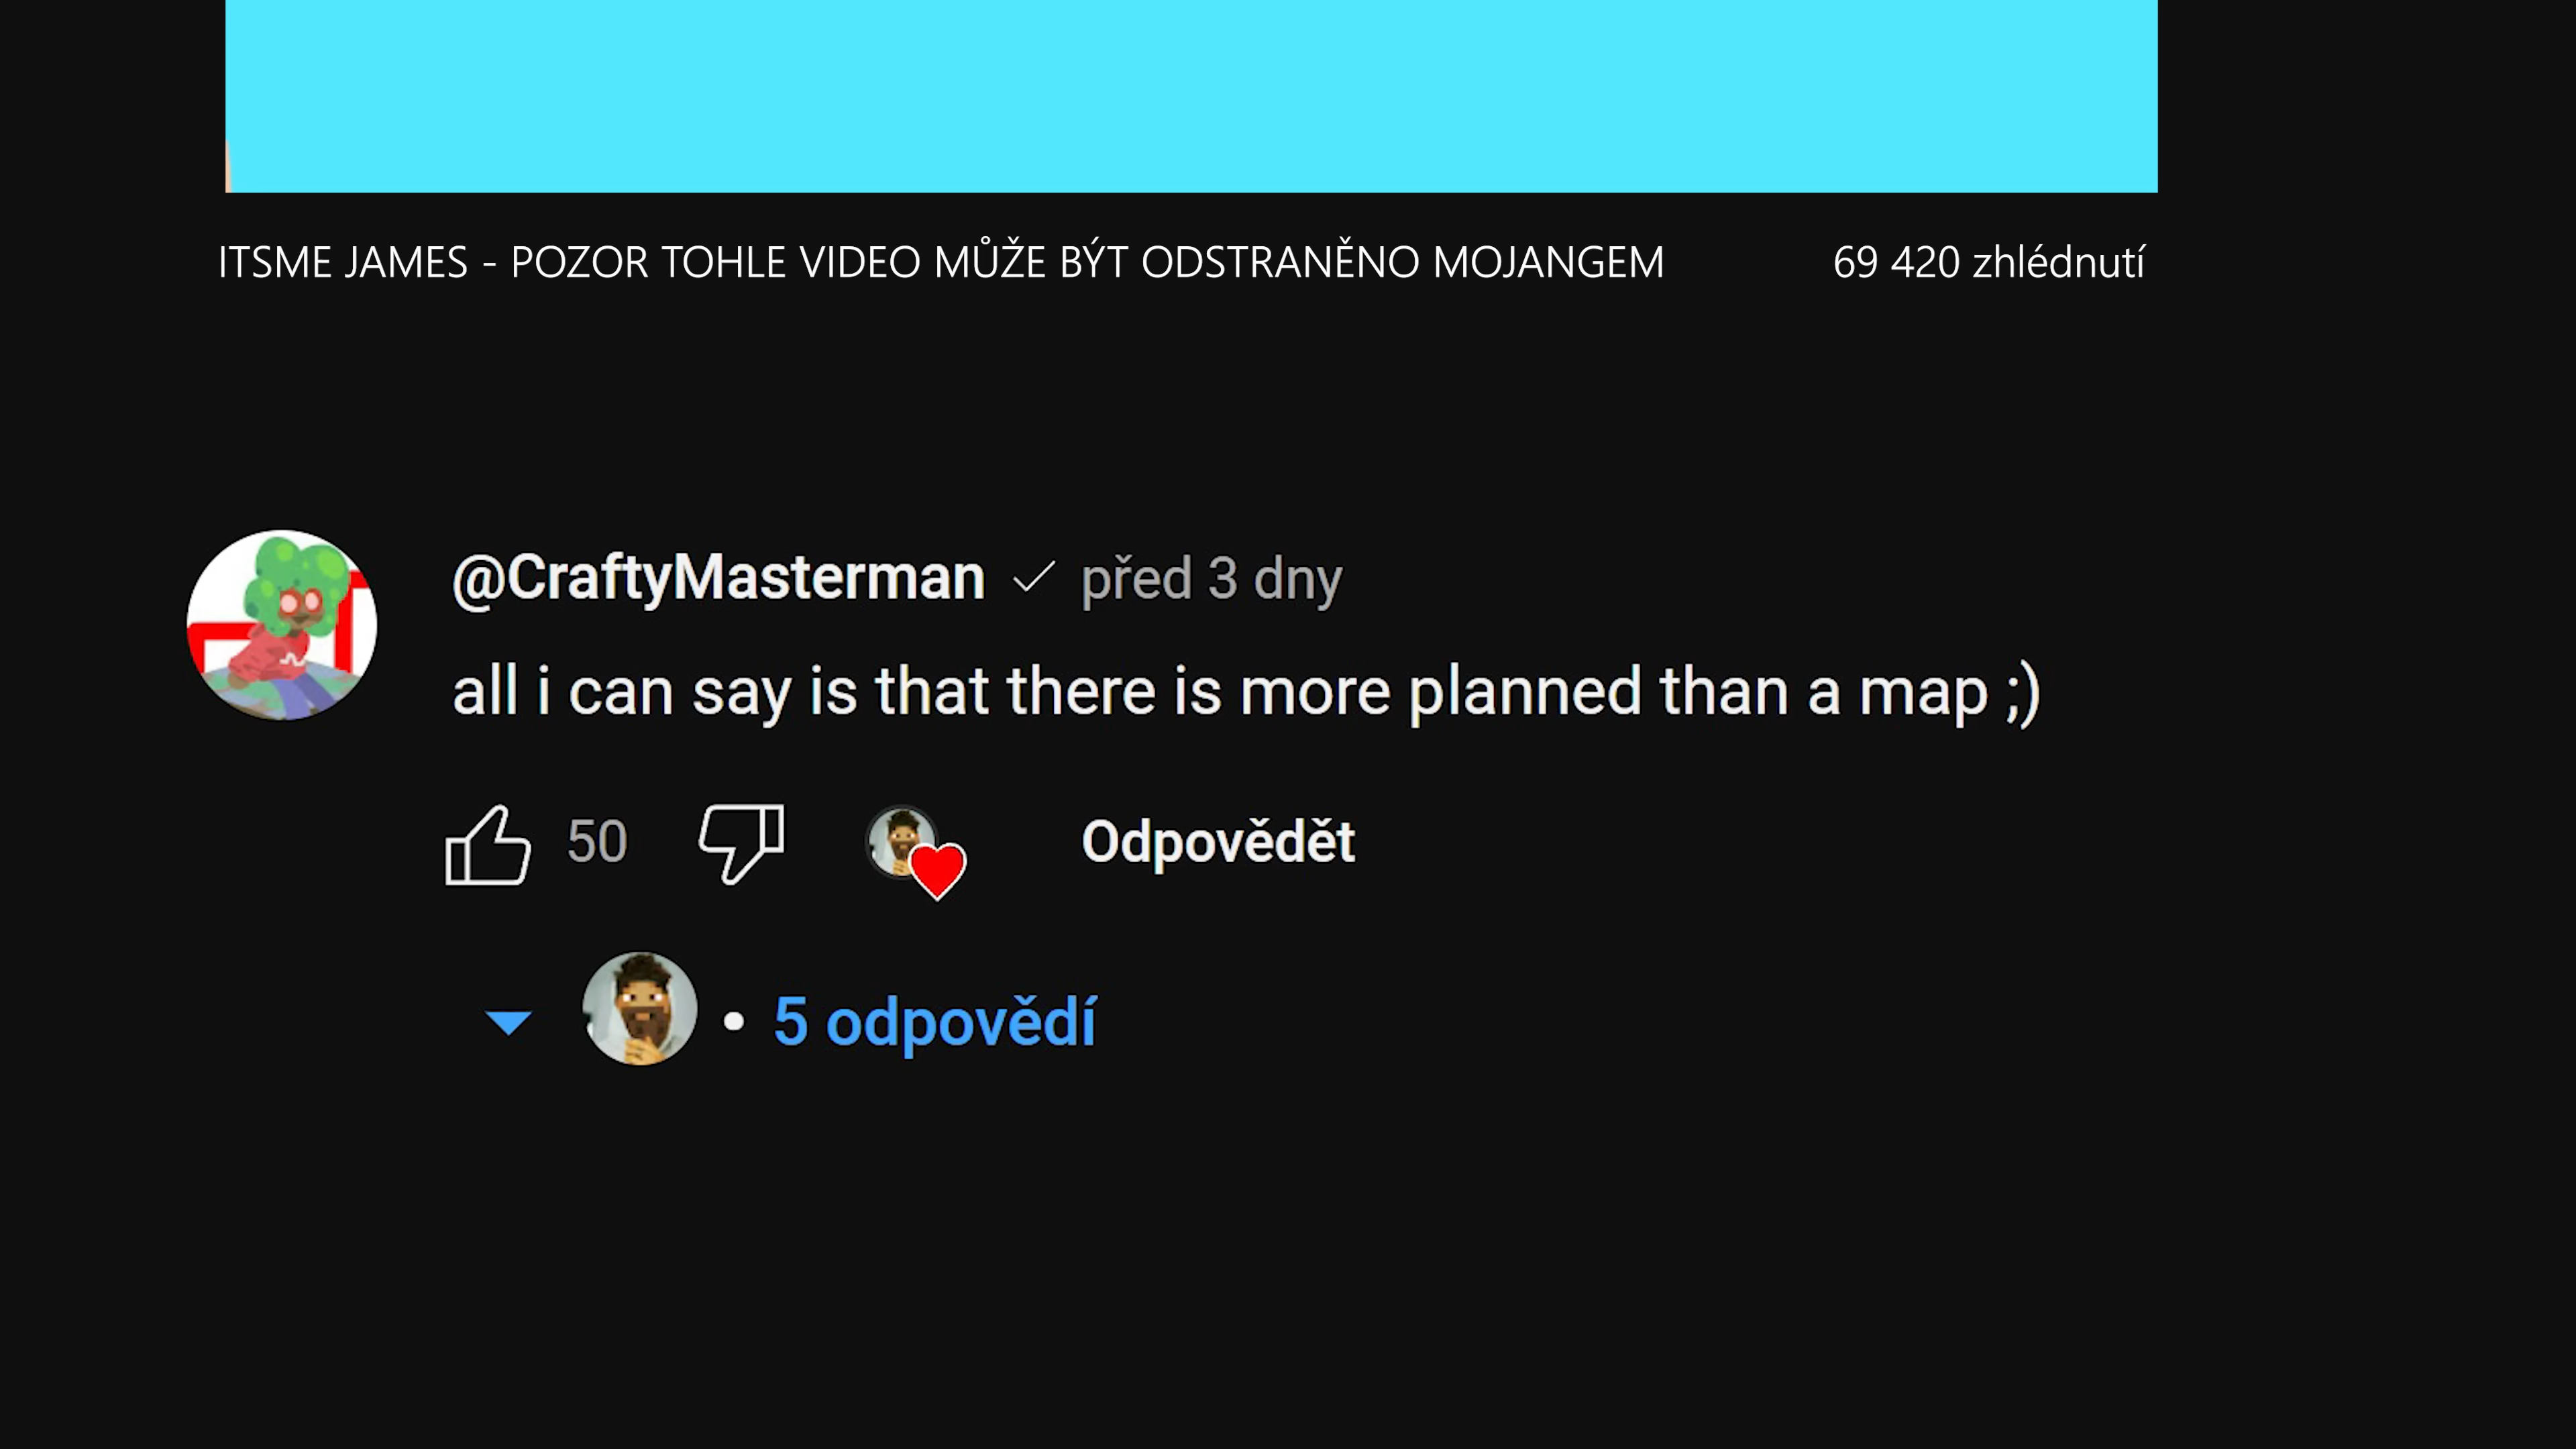 ITSME JAMES - POZOR TOHLE VIDEO MŮŽE BÝT ODSTRANĚNO MOJANGEM 69 420 zhlédnutí
@CraftyMasterman před 3 dny
all i can say is that there is more planned than a map ;)
50 Odpovědět
• 5 odpovědí